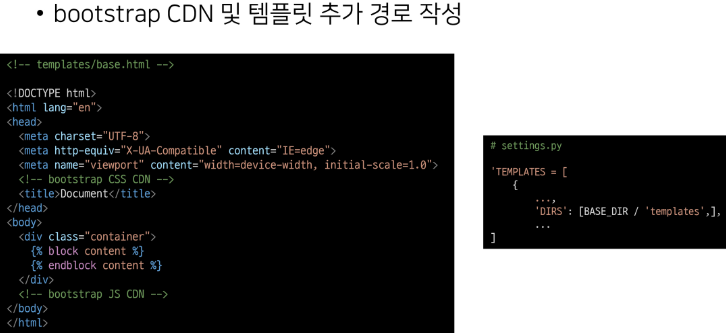 • bootstrap CDN 및 템플릿 추가 경로 작성
<!-- templates/base.html -->
<!DOCTYPE html>
<html lang="en">
<head>
  <meta charset="UTF-8">
  <meta http-equiv="X-UA-Compatible" content="IE=edge">
  <meta name="viewport" content="width=device-width, initial-scale=1.0">
  <!-- bootstrap CSS CDN -->
  <title>Document</title>
</head>
<body>
  <div class="container">
    {% block content %}
    {% endblock content %}
  </div>
  <!-- bootstrap JS CDN -->
</body>
</html>
# settings.py
'TEMPLATES = [
    {
        ...,
        'DIRS': [BASE_DIR / 'templates',],
        ...
]